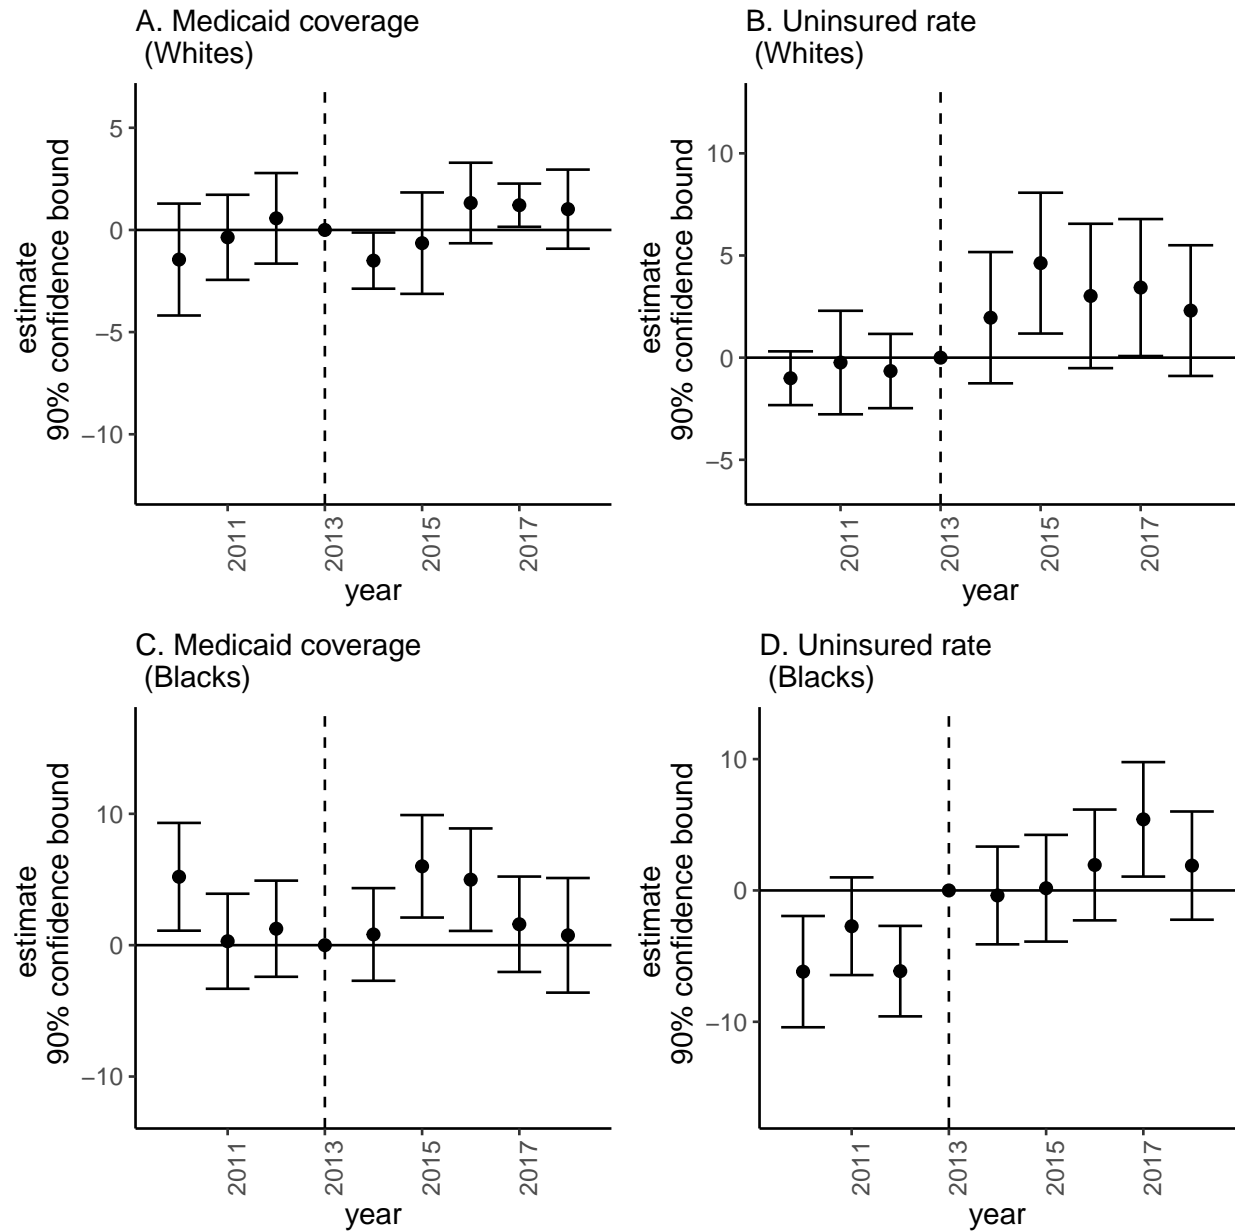 A. Medicaid coverage
(Whites)
estimate
90% confidence bound
5
0
−5
−10
2011
2013
2015
2017
year
B. Uninsured rate
(Whites)
estimate
90% confidence bound
10
5
0
−5
2011
2013
2015
2017
year
C. Medicaid coverage
(Blacks)
estimate
90% confidence bound
10
0
−10
2011
2013
2015
2017
year
D. Uninsured rate
(Blacks)
estimate
90% confidence bound
10
0
−10
2011
2013
2015
2017
year